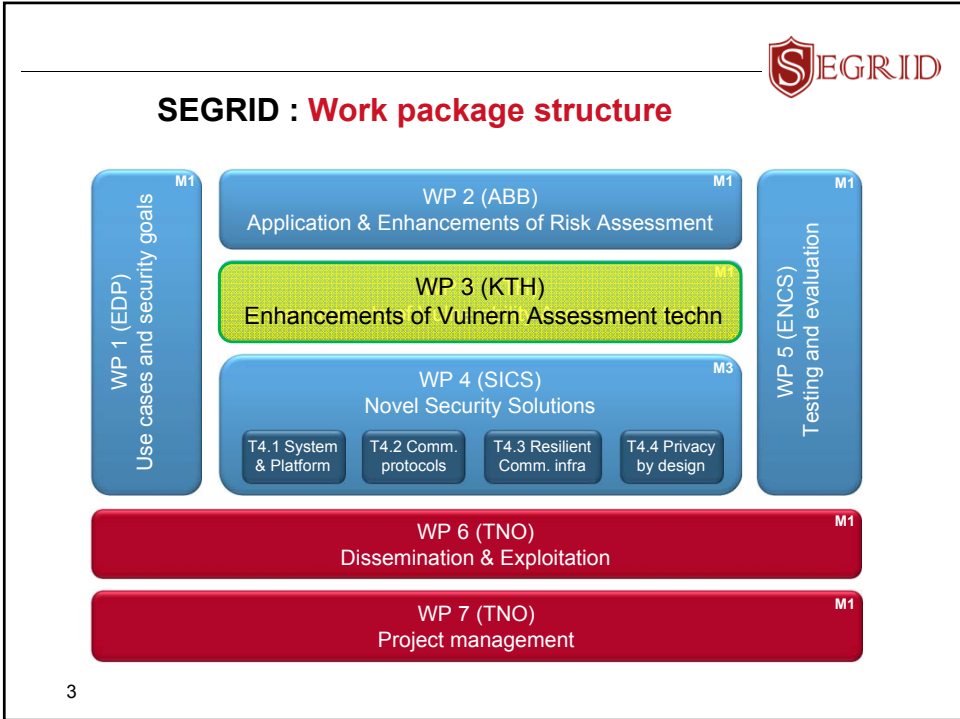 SEGRID
SEGRID : Work package structure
M1
WP 1 (EDP)
Use cases and security goals
M1
WP 2 (ABB)
Application & Enhancements of Risk Assessment
M1
WP 3 (KTH)
Enhancements of Vulnern Assessment techn
M3
WP 4 (SICS)
Novel Security Solutions
T4.1 System
& Platform
T4.2 Comm.
protocols
T4.3 Resilient
Comm. infra
T4.4 Privacy
by design
M1
WP 5 (ENCS)
Testing and evaluation
M1
WP 6 (TNO)
Dissemination & Exploitation
M1
WP 7 (TNO)
Project management
3